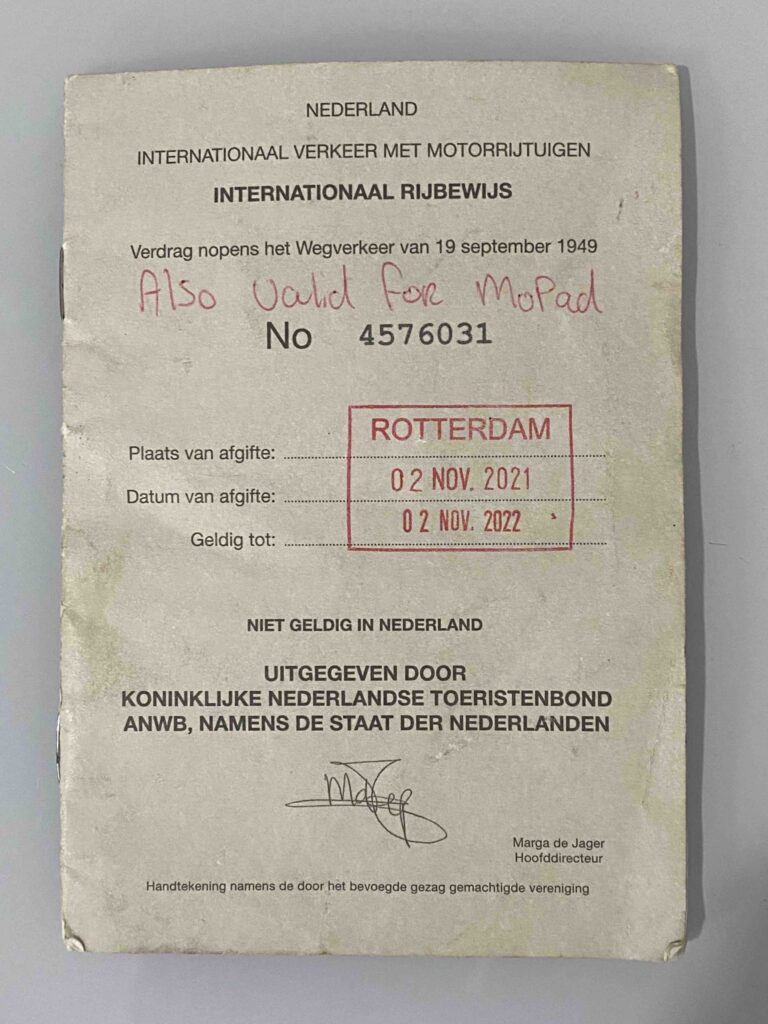 NEDERLAND
INTERNATIONAAL VERKEER MET MOTORRIJTUIGEN
INTERNATIONAAL RIJBEWIJS
Verdrag nopens het Wegverkeer van 19 september 1949
Also valid for MoPad
No 4576031
Plaats van afgifte: ROTTERDAM
Datum van afgifte: 02 NOV. 2021
Geldig tot: 02 NOV. 2022
NIET GELDIG IN NEDERLAND
UITGEGEVEN DOOR
KONINKLIJKE NEDERLANDSE TOERISTENBOND
ANWB, NAMENS DE STAAT DER NEDERLANDEN
Marga de Jager
Hoofddirecteur
Handtekening namens de door het bevoegde gezag gemachtigde vereniging